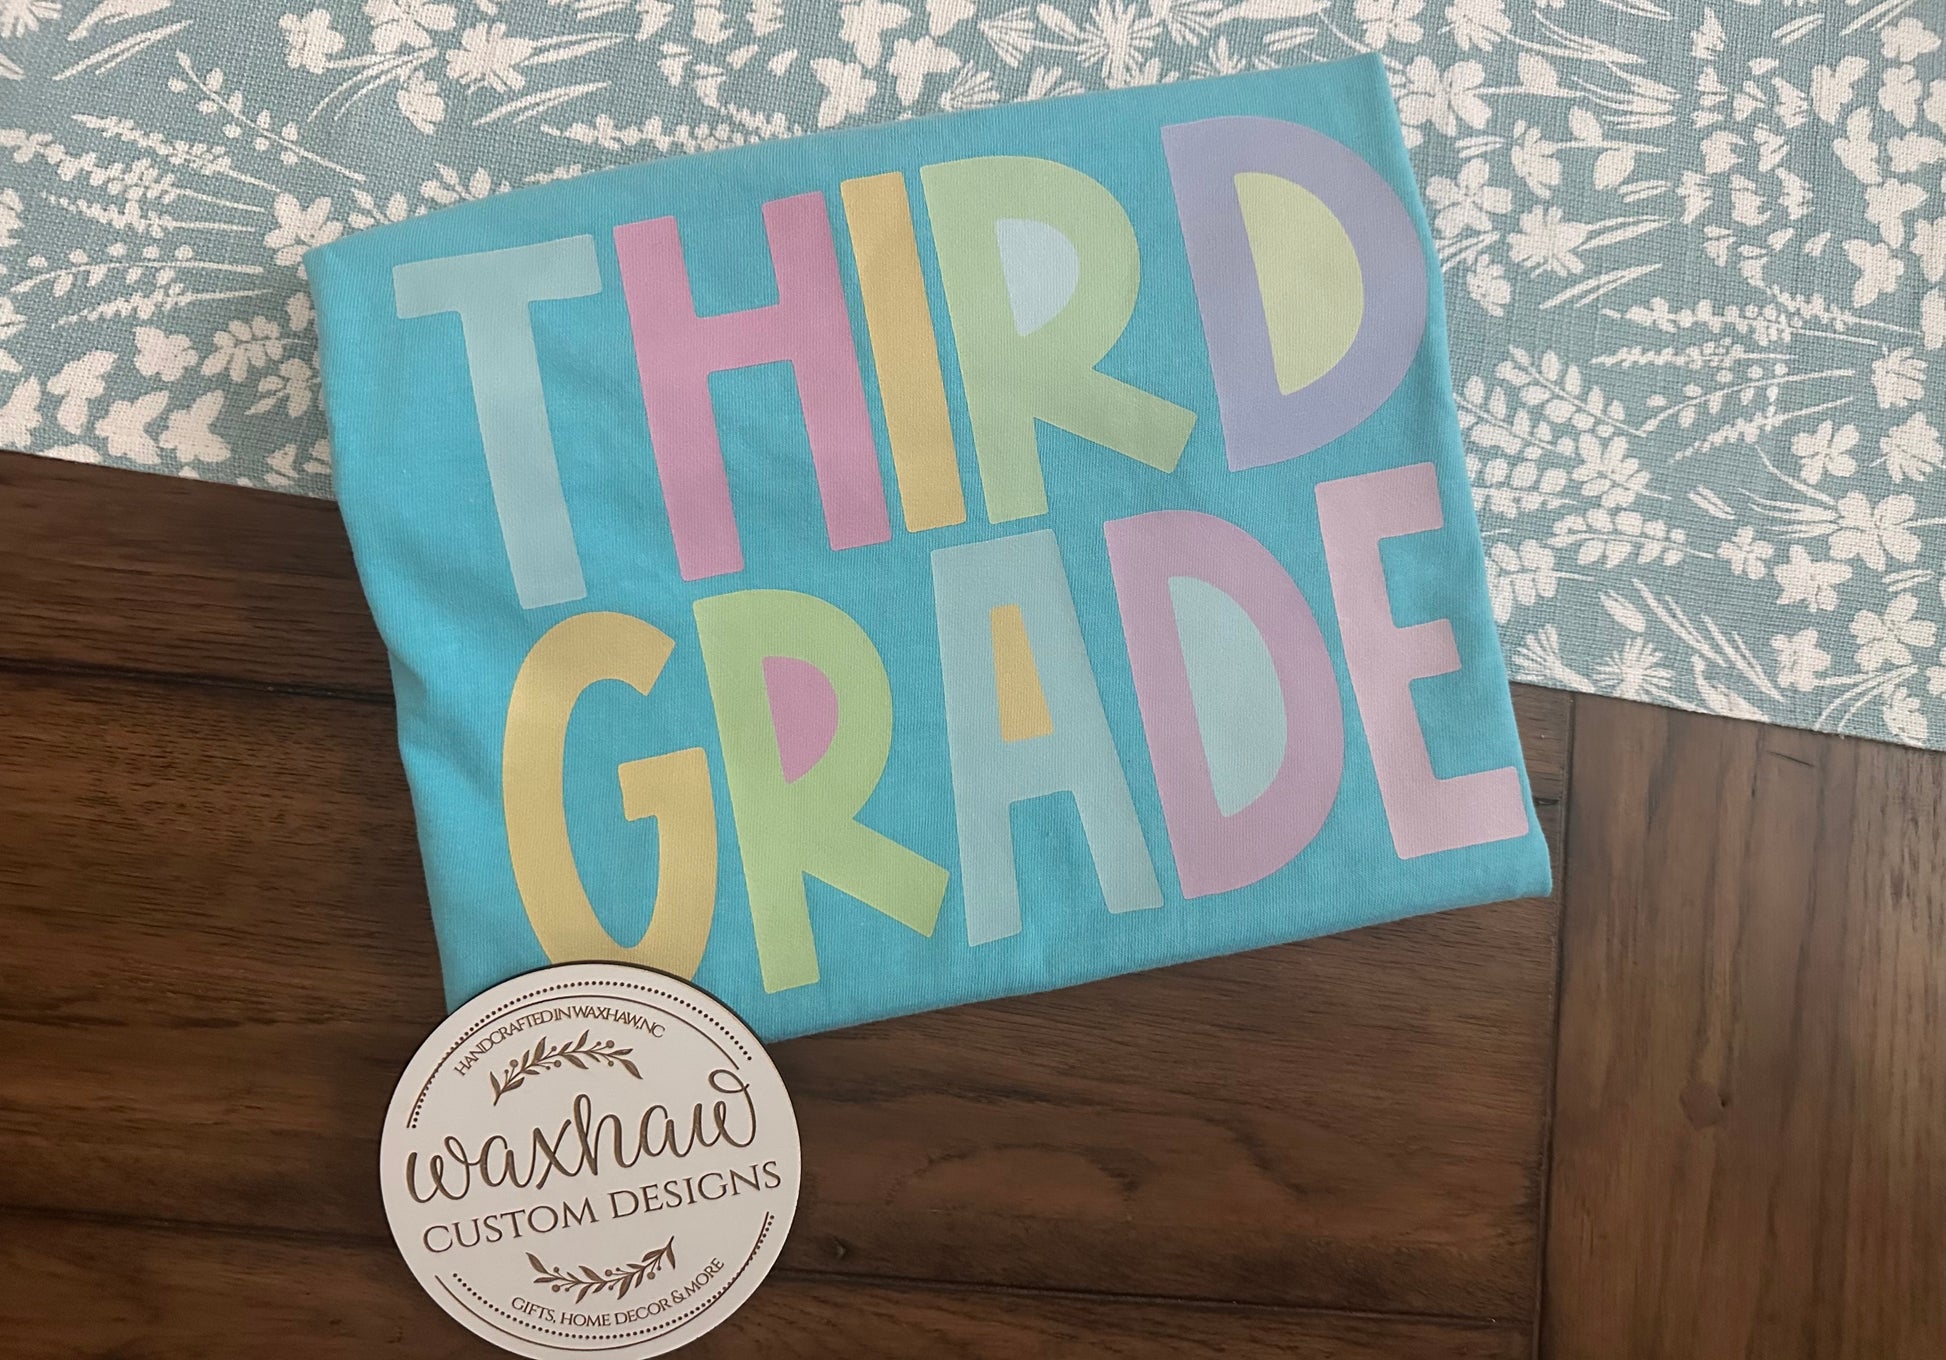 THIRD
GRADE
HANDCRAFTED IN WAXHAW, NC
waxhaw
CUSTOM DESIGNS
GIFTS, HOME DECOR & MORE